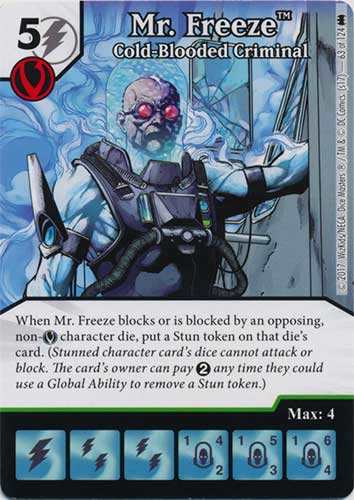 5
Mr. Freeze™
Cold-Blooded Criminal
© 2017 WizKids/NECA. Dice Masters ® / TM & © DC Comics. (s17) — 63 of 124
When Mr. Freeze blocks or is blocked by an opposing,
non- character die, put a Stun token on that die's
card. (Stunned character card's dice cannot attack or
block. The card's owner can pay 2 any time they could
use a Global Ability to remove a Stun token.)
Max: 4
1 4 2
1 5 3
1 6 4